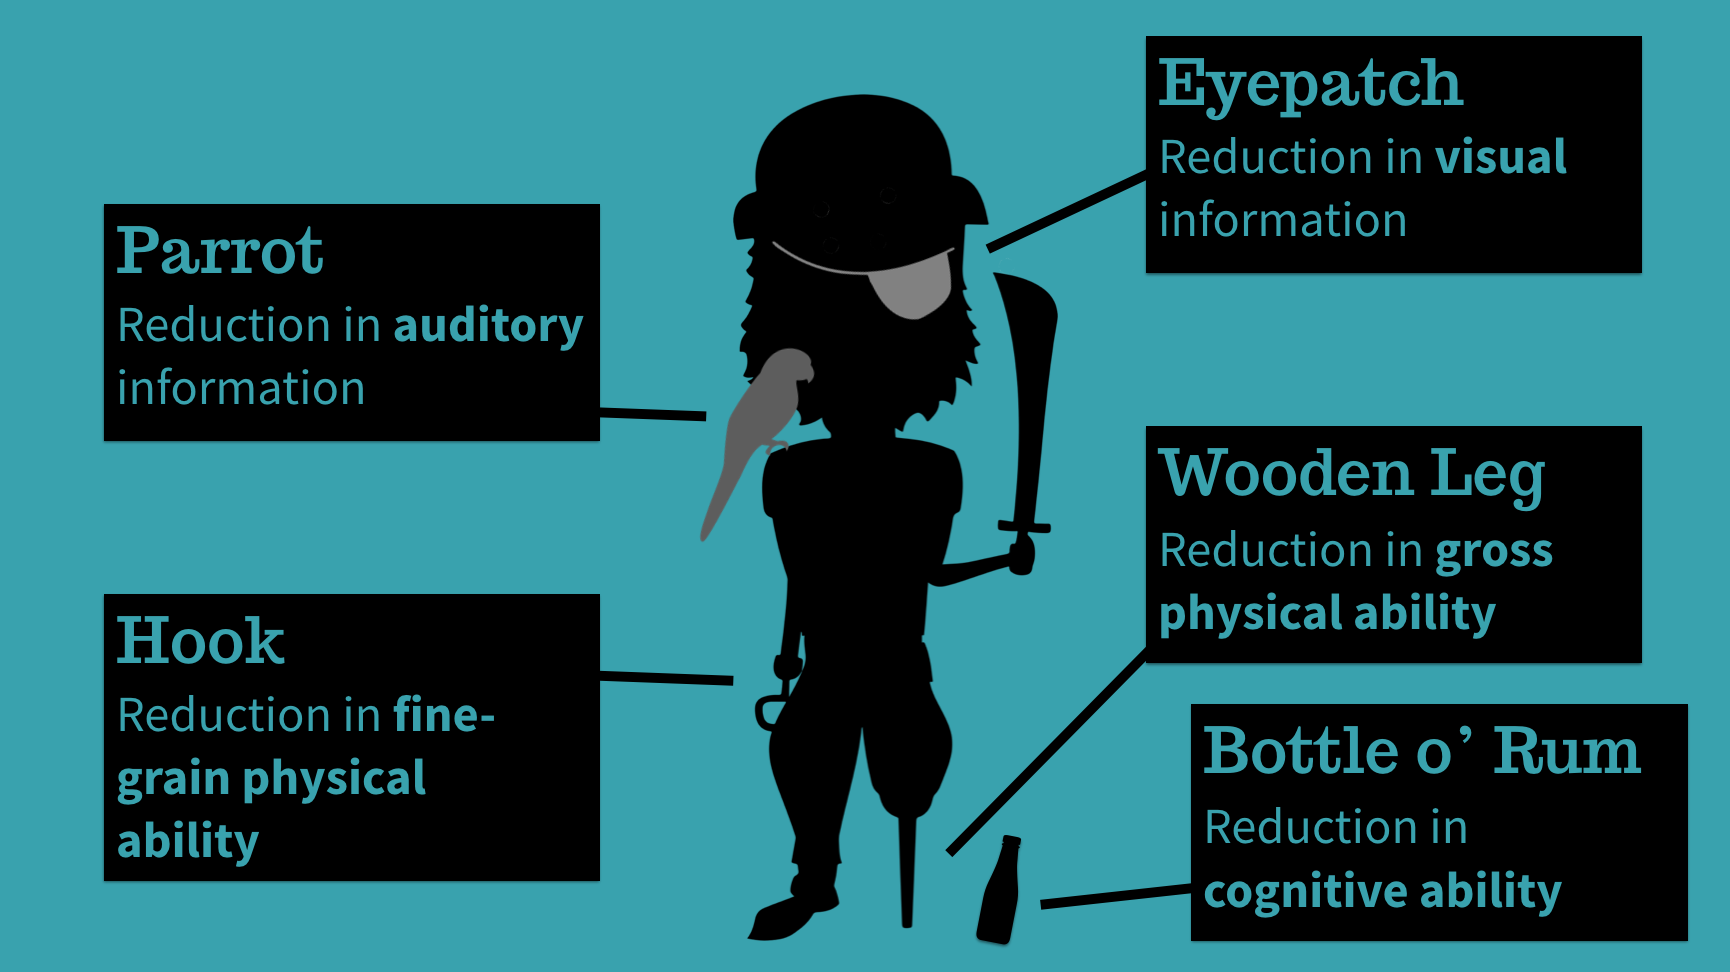 Eyepatch
Reduction in visual
information
Parrot
Reduction in auditory
information
Wooden Leg
Reduction in gross
physical ability
Hook
Reduction in fine-
grain physical
ability
Bottle o’ Rum
Reduction in
cognitive ability